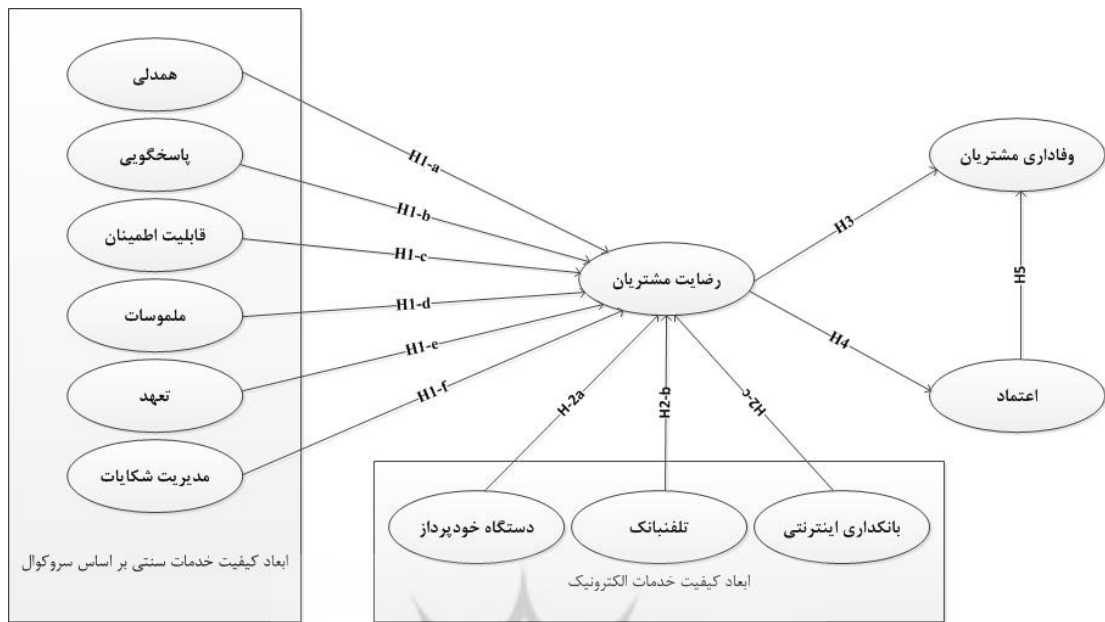 همدلی
پاسخگویی
قابلیت اطمینان
ملموسات
تعهد
مدیریت شکایات
ابعاد کیفیت خدمات سنتی بر اساس سروکوال
H1-a
H1-b
H1-c
H1-d
H1-e
H1-f
رضایت مشتریان
H-2a
H2-b
H2-c
دستگاه خودپرداز
تلفنبانک
بانکداری اینترنتی
ابعاد کیفیت خدمات الکترونیک
H3
H4
H5
وفاداری مشتریان
اعتماد